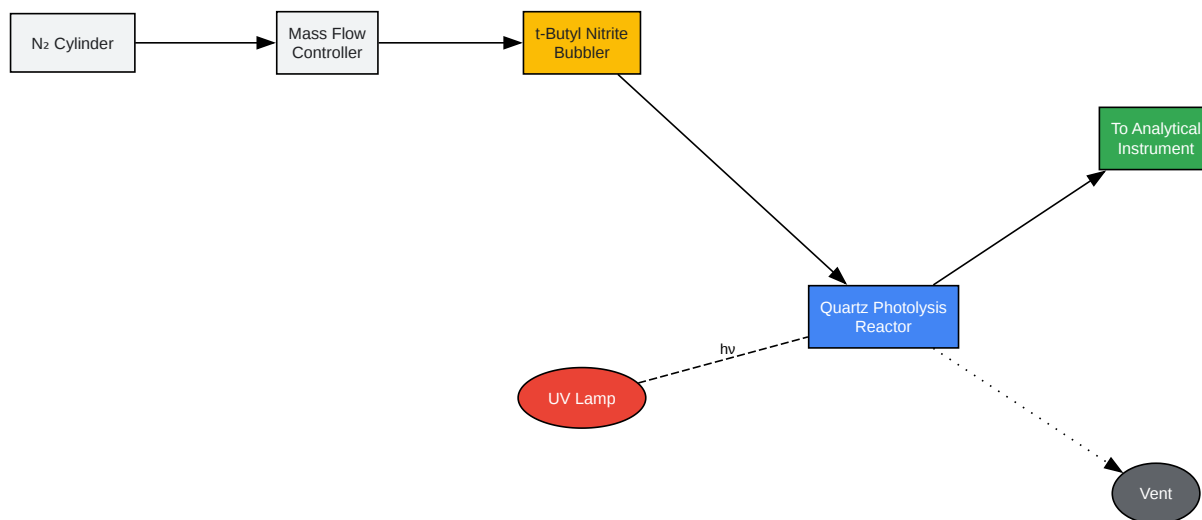 N₂ Cylinder
Mass Flow
Controller
t-Butyl Nitrite
Bubbler
To Analytical
Instrument
Quartz Photolysis
Reactor
hν
UV Lamp
Vent